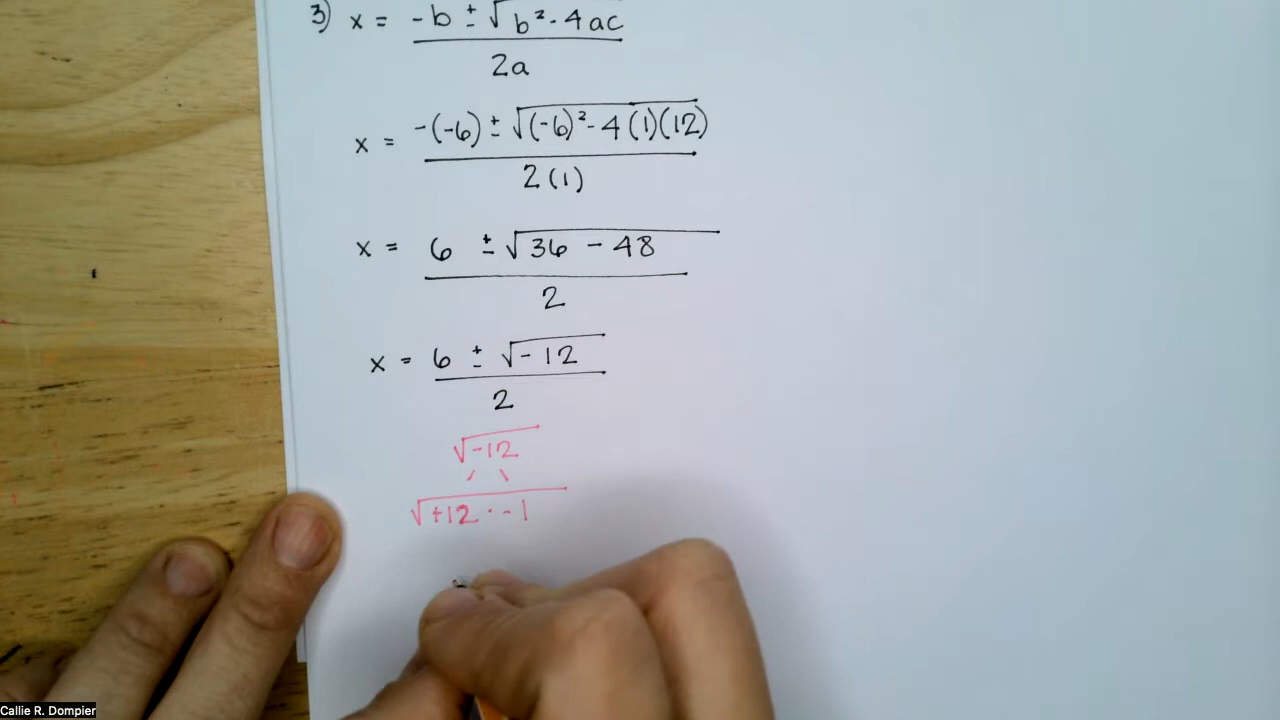 3) x = -b ± √b² - 4ac
2a
x = -(-6) ± √(-6)² - 4(1)(12)
2(1)
x = 6 ± √36 - 48
2
x = 6 ± √-12
2
√-12
√+12 · -1
Callie R. Dompier